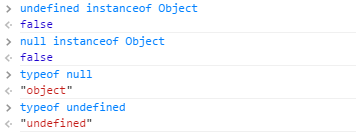 undefined instanceof Object
false
null instanceof Object
false
typeof null
"object"
typeof undefined
"undefined"